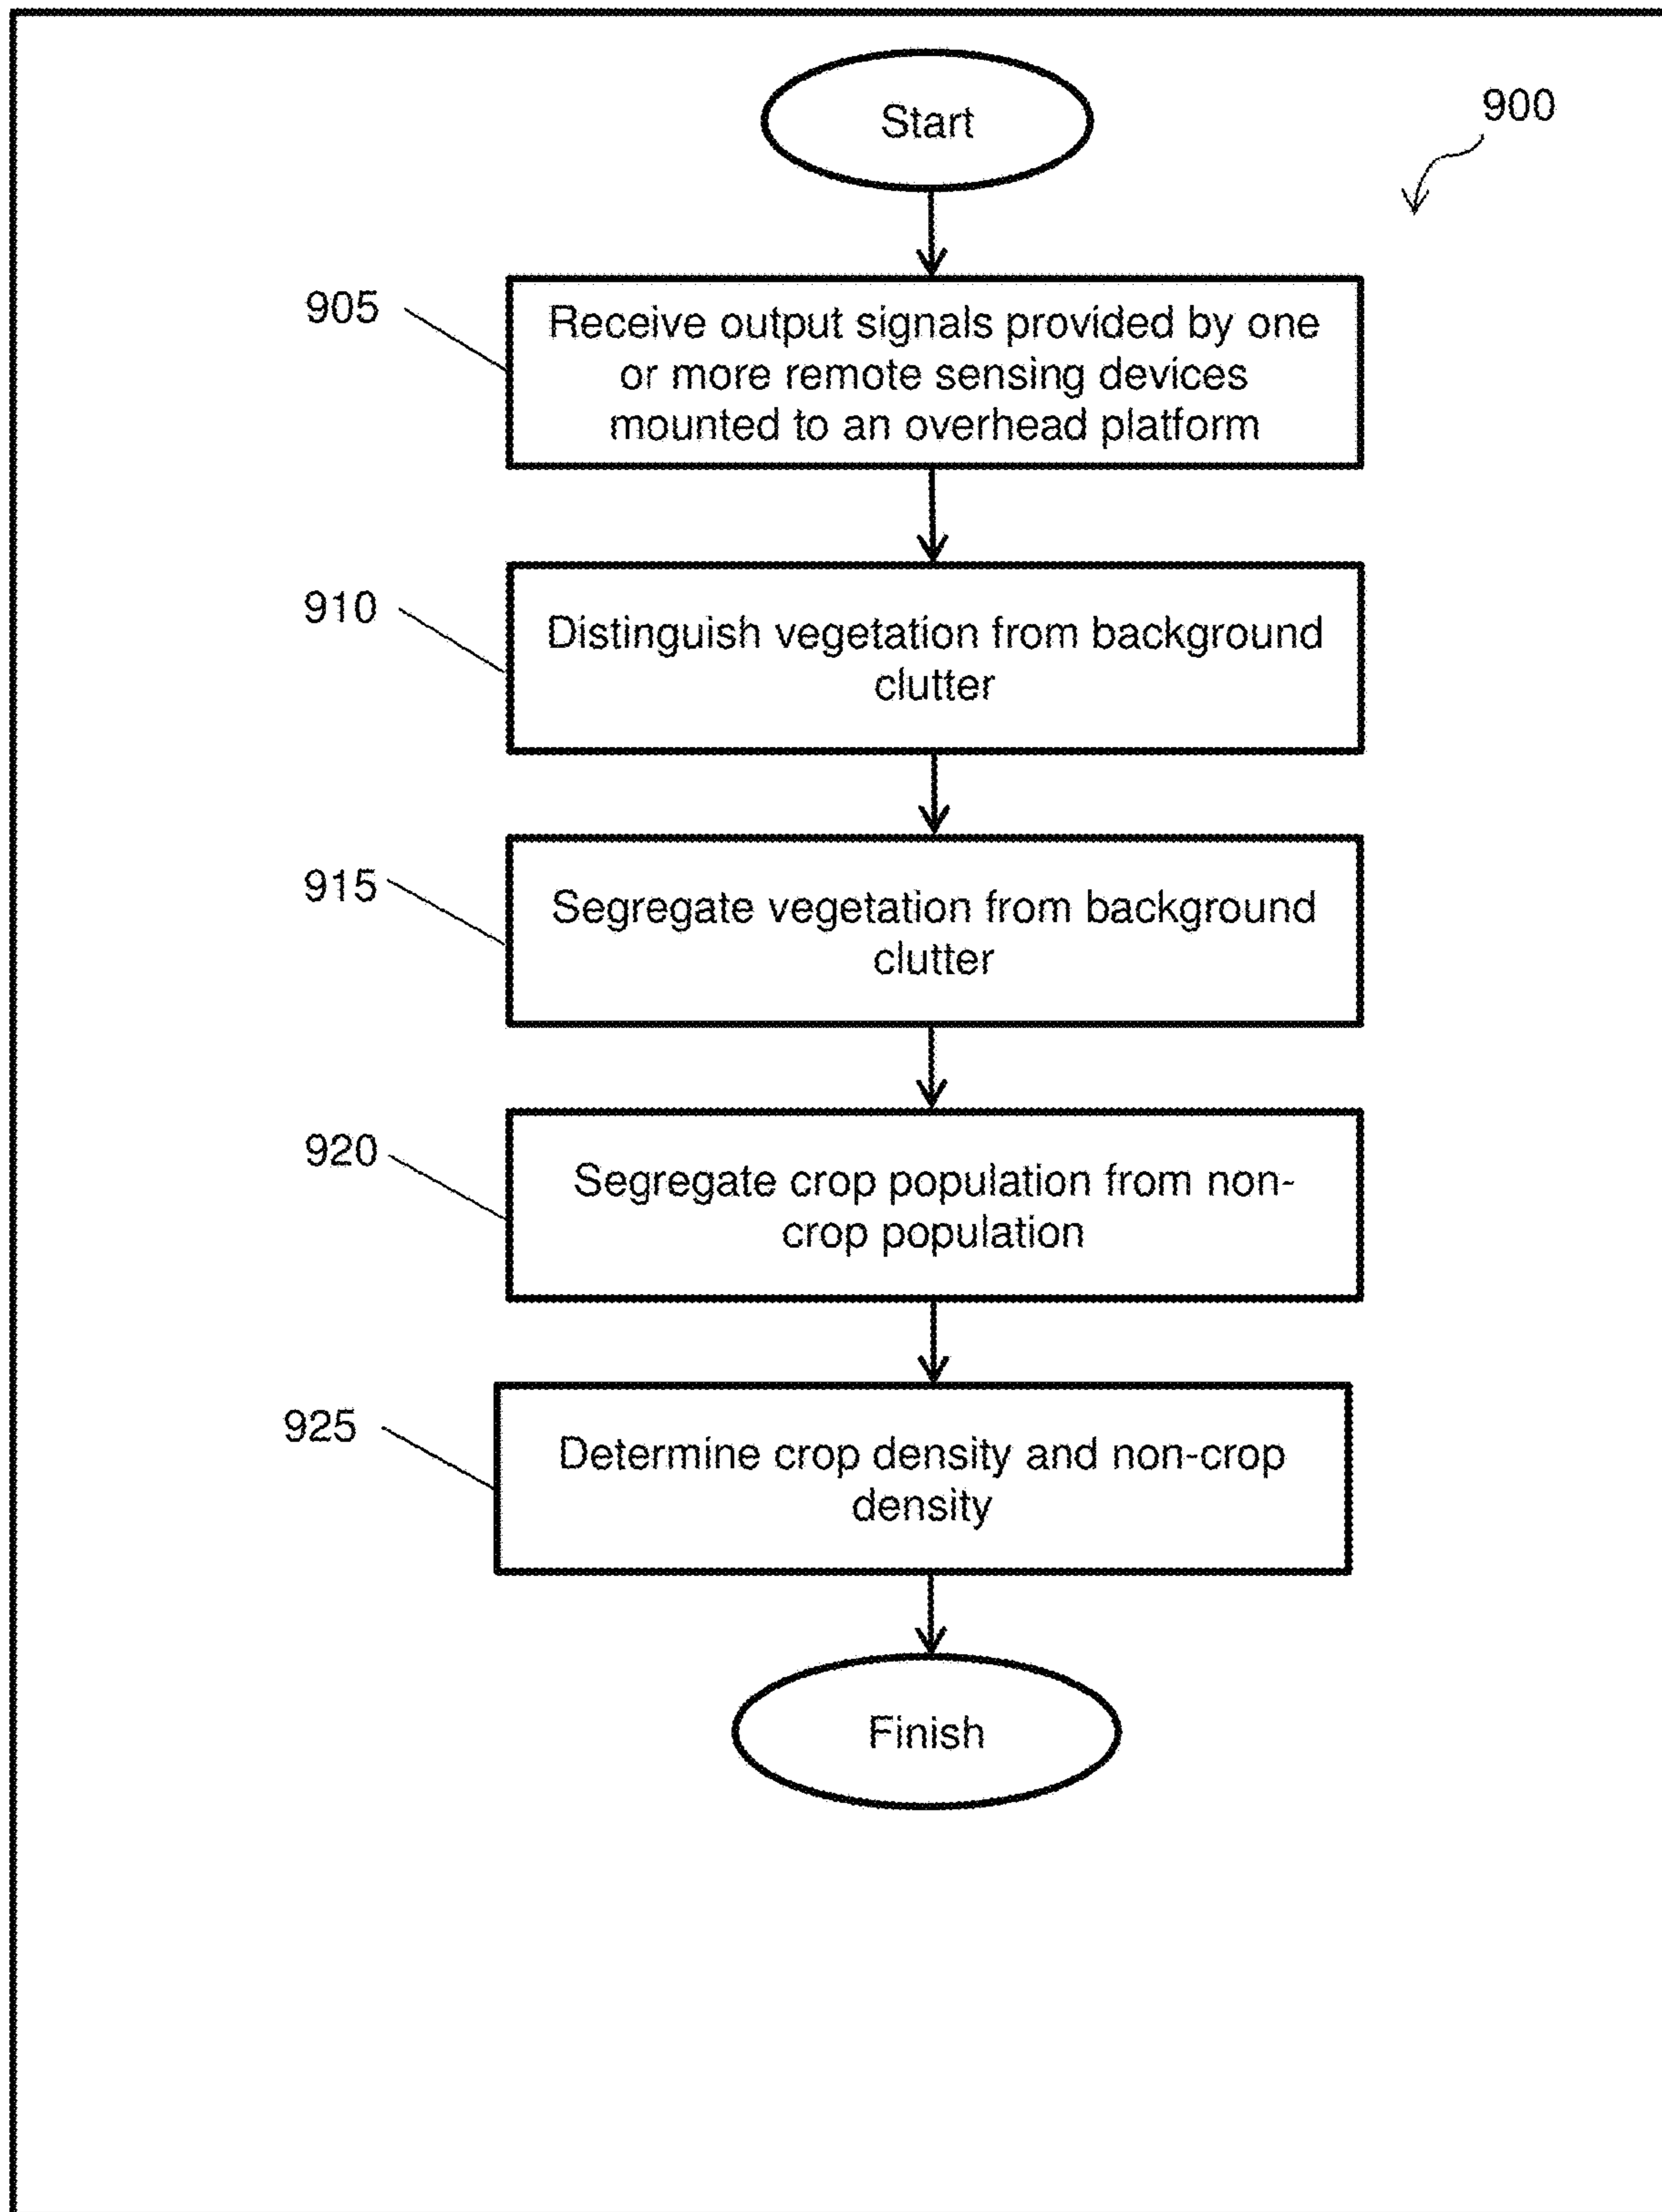 Start
900
905
Receive output signals provided by one
or more remote sensing devices
mounted to an overhead platform
910
Distinguish vegetation from background
clutter
915
Segregate vegetation from background
clutter
920
Segregate crop population from non-
crop population
925
Determine crop density and non-crop
density
Finish